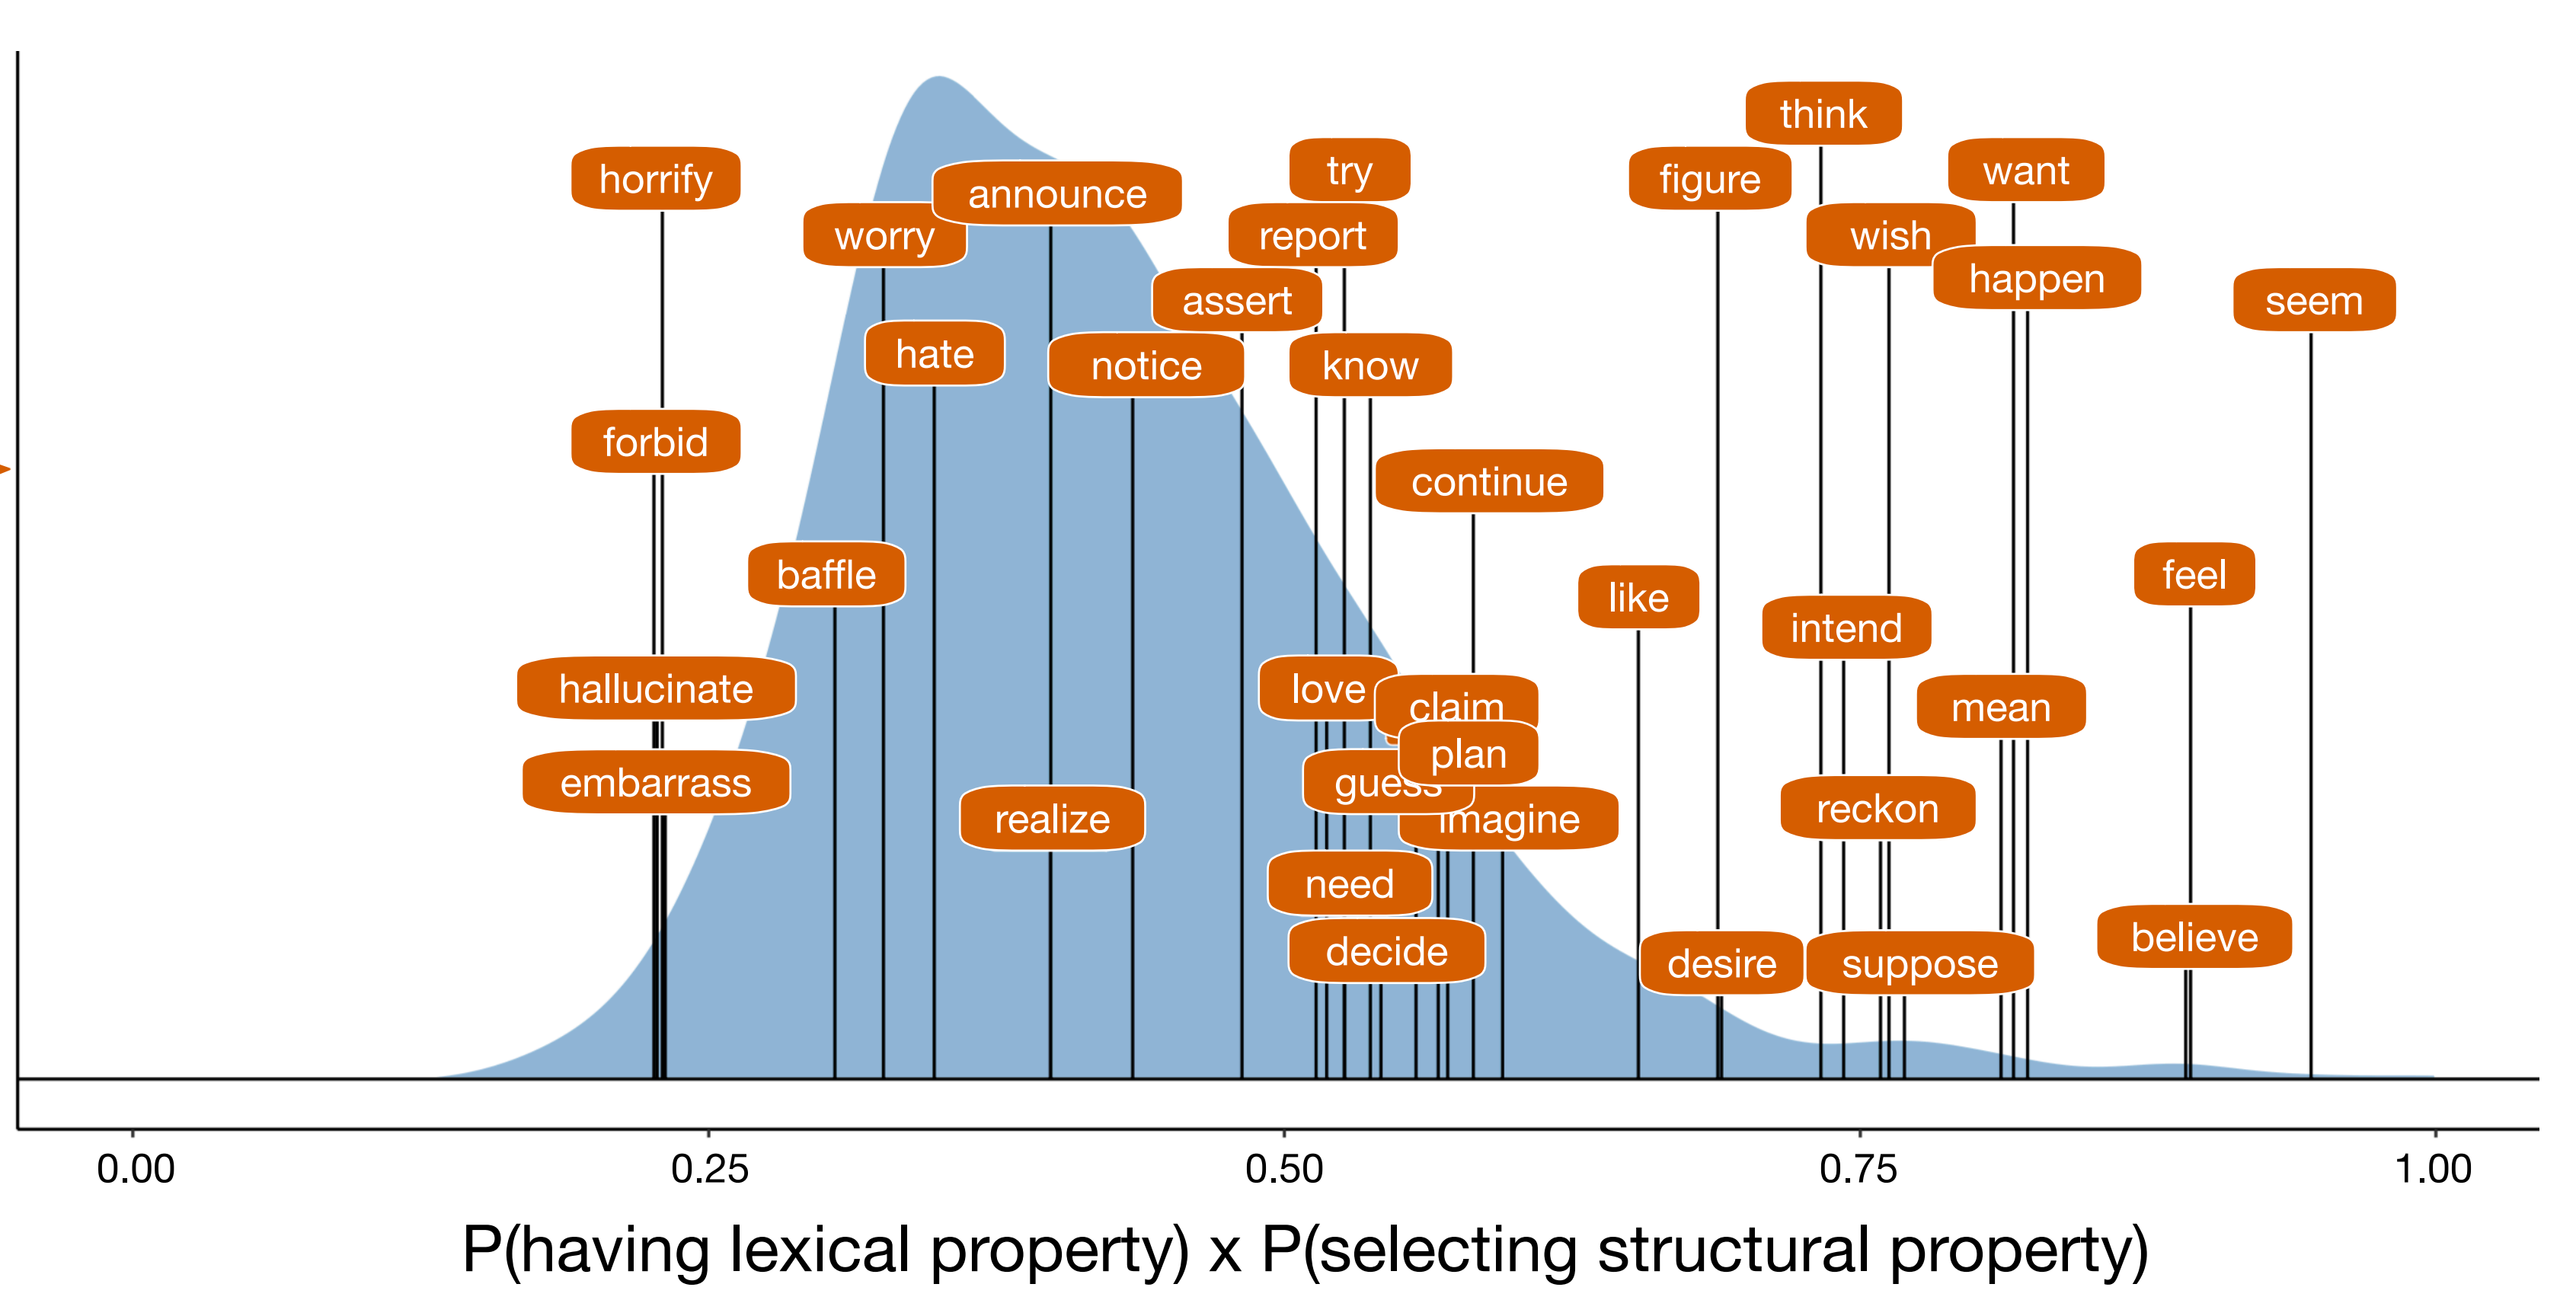 think
try
want
horrify
figure
announce
worry
report
wish
happen
assert
seem
hate
notice
know
forbid
continue
baffle
feel
like
intend
hallucinate
love
claim
mean
plan
embarrass
guess
reckon
realize
imagine
need
believe
decide
desire
suppose
0.00 0.25 0.50 0.75 1.00
P(having lexical property) x P(selecting structural property)